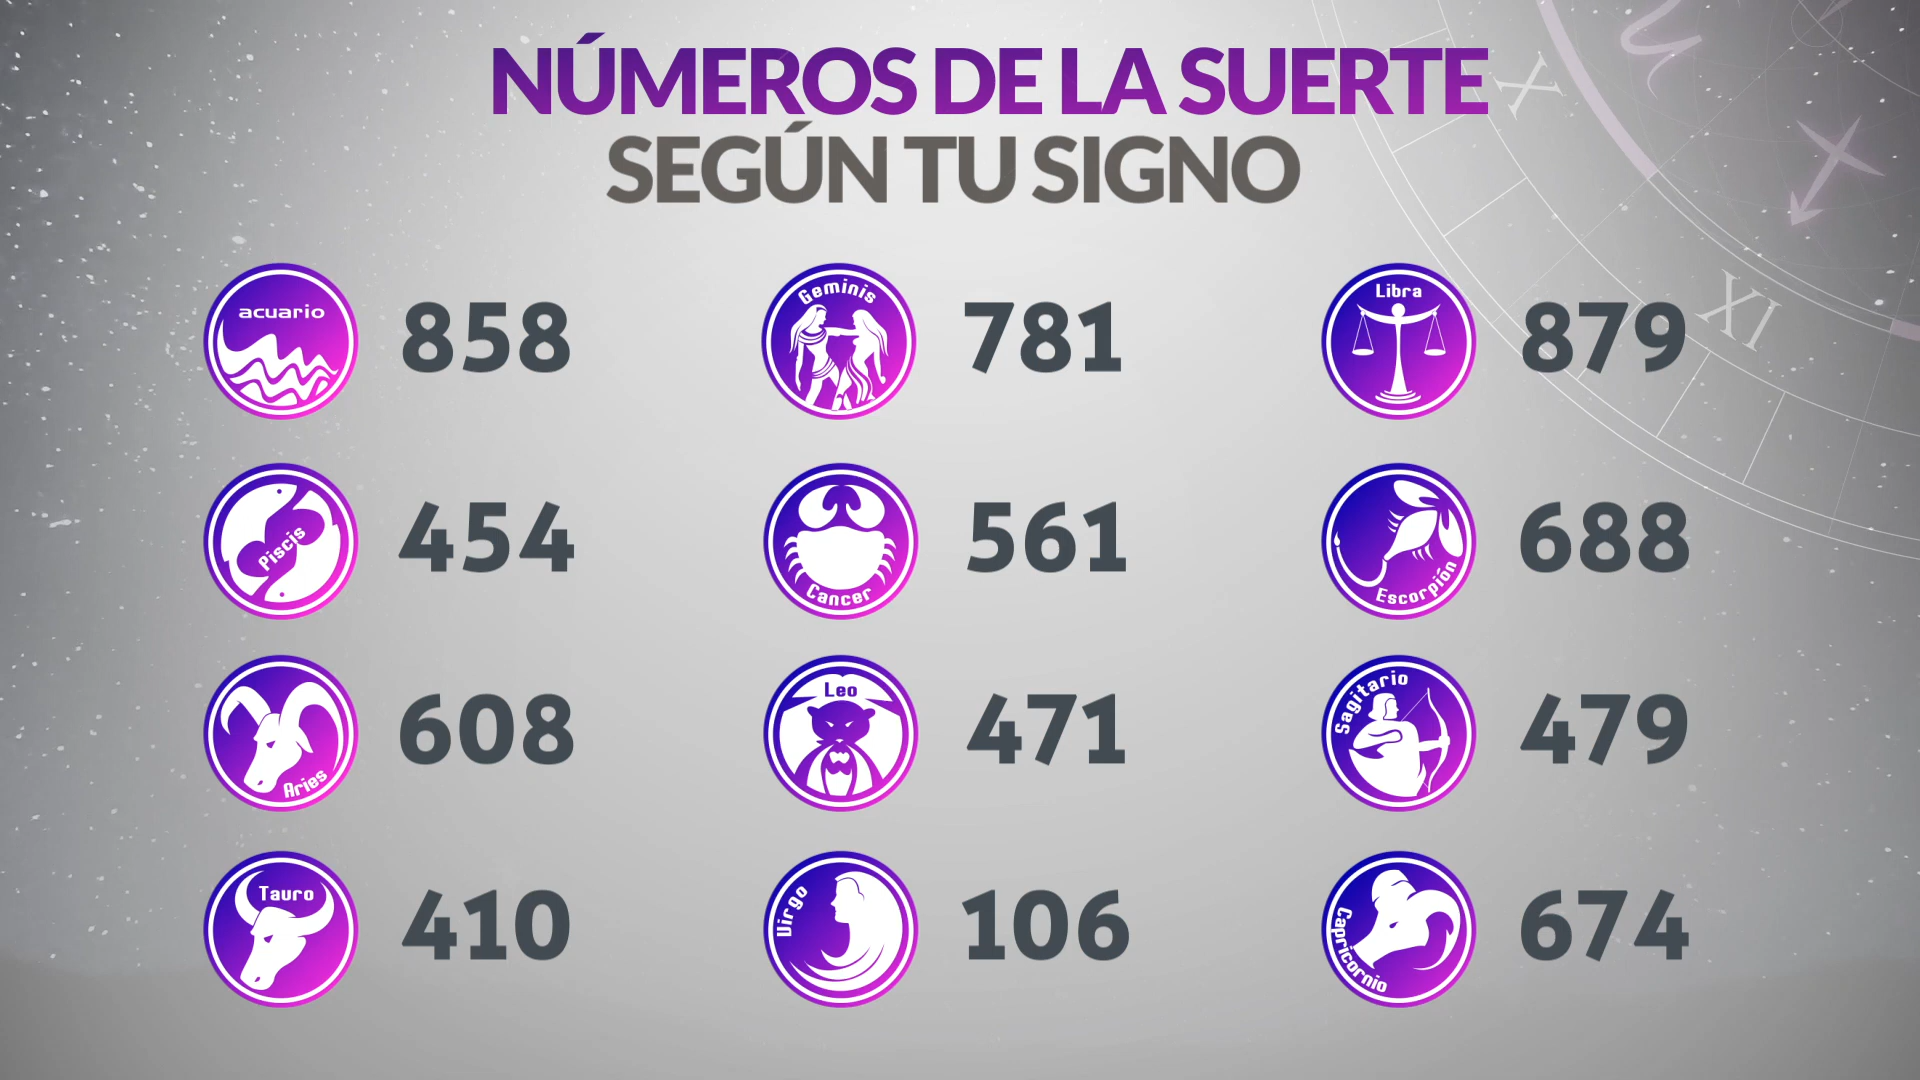 NÚMEROS DE LA SUERTE
SEGÚN TU SIGNO
X
XI
acuario 858
Geminis 781
Libra 879
Piscis 454
Cancer 561
Escorpión 688
Aries 608
Leo 471
Sagitario 479
Tauro 410
Virgo 106
Capricornio 674